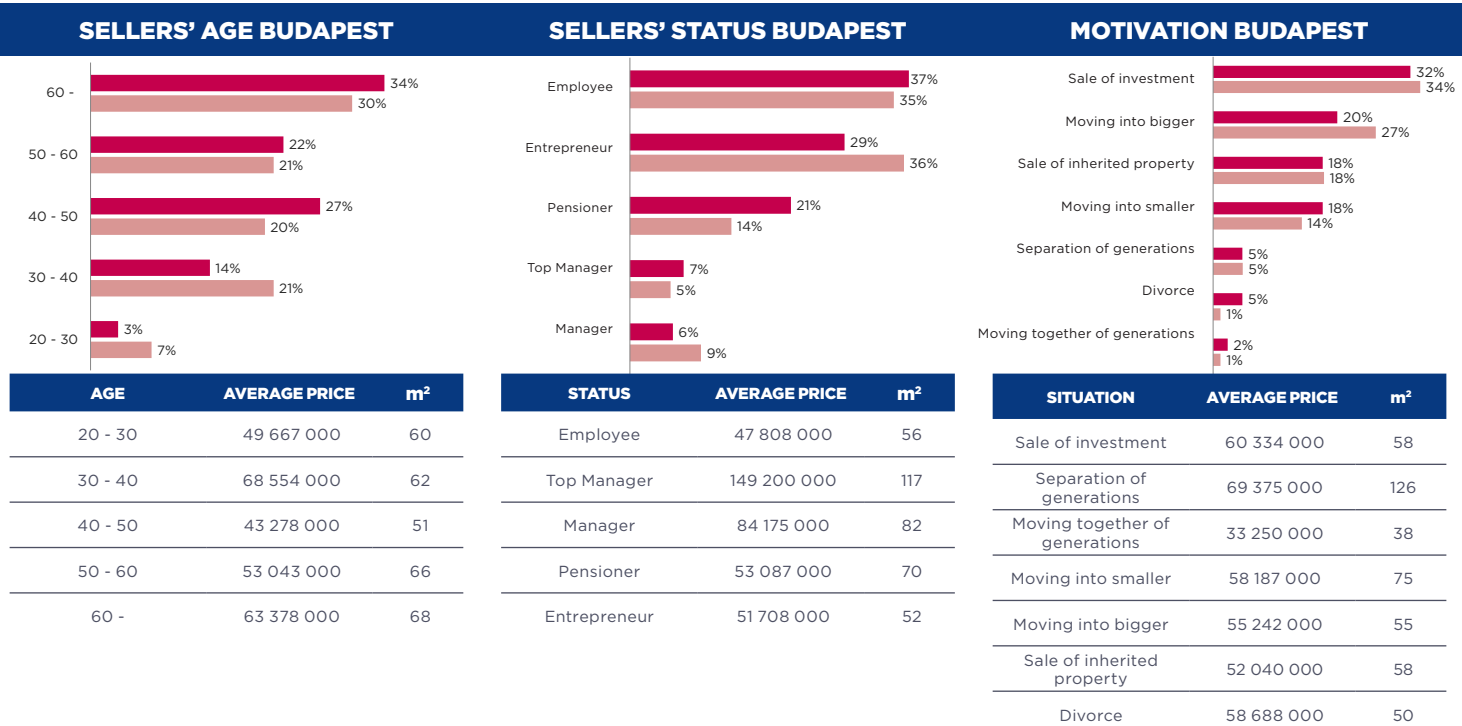 SELLERS' AGE BUDAPEST
60 -
34%
30%
50 - 60
22%
21%
40 - 50
27%
20%
30 - 40
14%
21%
20 - 30
3%
7%
AGE AVERAGE PRICE m²
20 - 30 49 667 000 60
30 - 40 68 554 000 62
40 - 50 43 278 000 51
50 - 60 53 043 000 66
60 - 63 378 000 68
SELLERS' STATUS BUDAPEST
Employee
37%
35%
Entrepreneur
29%
36%
Pensioner
21%
14%
Top Manager
7%
5%
Manager
6%
9%
STATUS AVERAGE PRICE m²
Employee 47 808 000 56
Top Manager 149 200 000 117
Manager 84 175 000 82
Pensioner 53 087 000 70
Entrepreneur 51 708 000 52
MOTIVATION BUDAPEST
Sale of investment
32%
34%
Moving into bigger
20%
27%
Sale of inherited property
18%
18%
Moving into smaller
18%
14%
Separation of generations
5%
5%
Divorce
5%
1%
Moving together of generations
2%
1%
SITUATION AVERAGE PRICE m²
Sale of investment 60 334 000 58
Separation of
generations 69 375 000 126
Moving together of
generations 33 250 000 38
Moving into smaller 58 187 000 75
Moving into bigger 55 242 000 55
Sale of inherited
property 52 040 000 58
Divorce 58 688 000 50